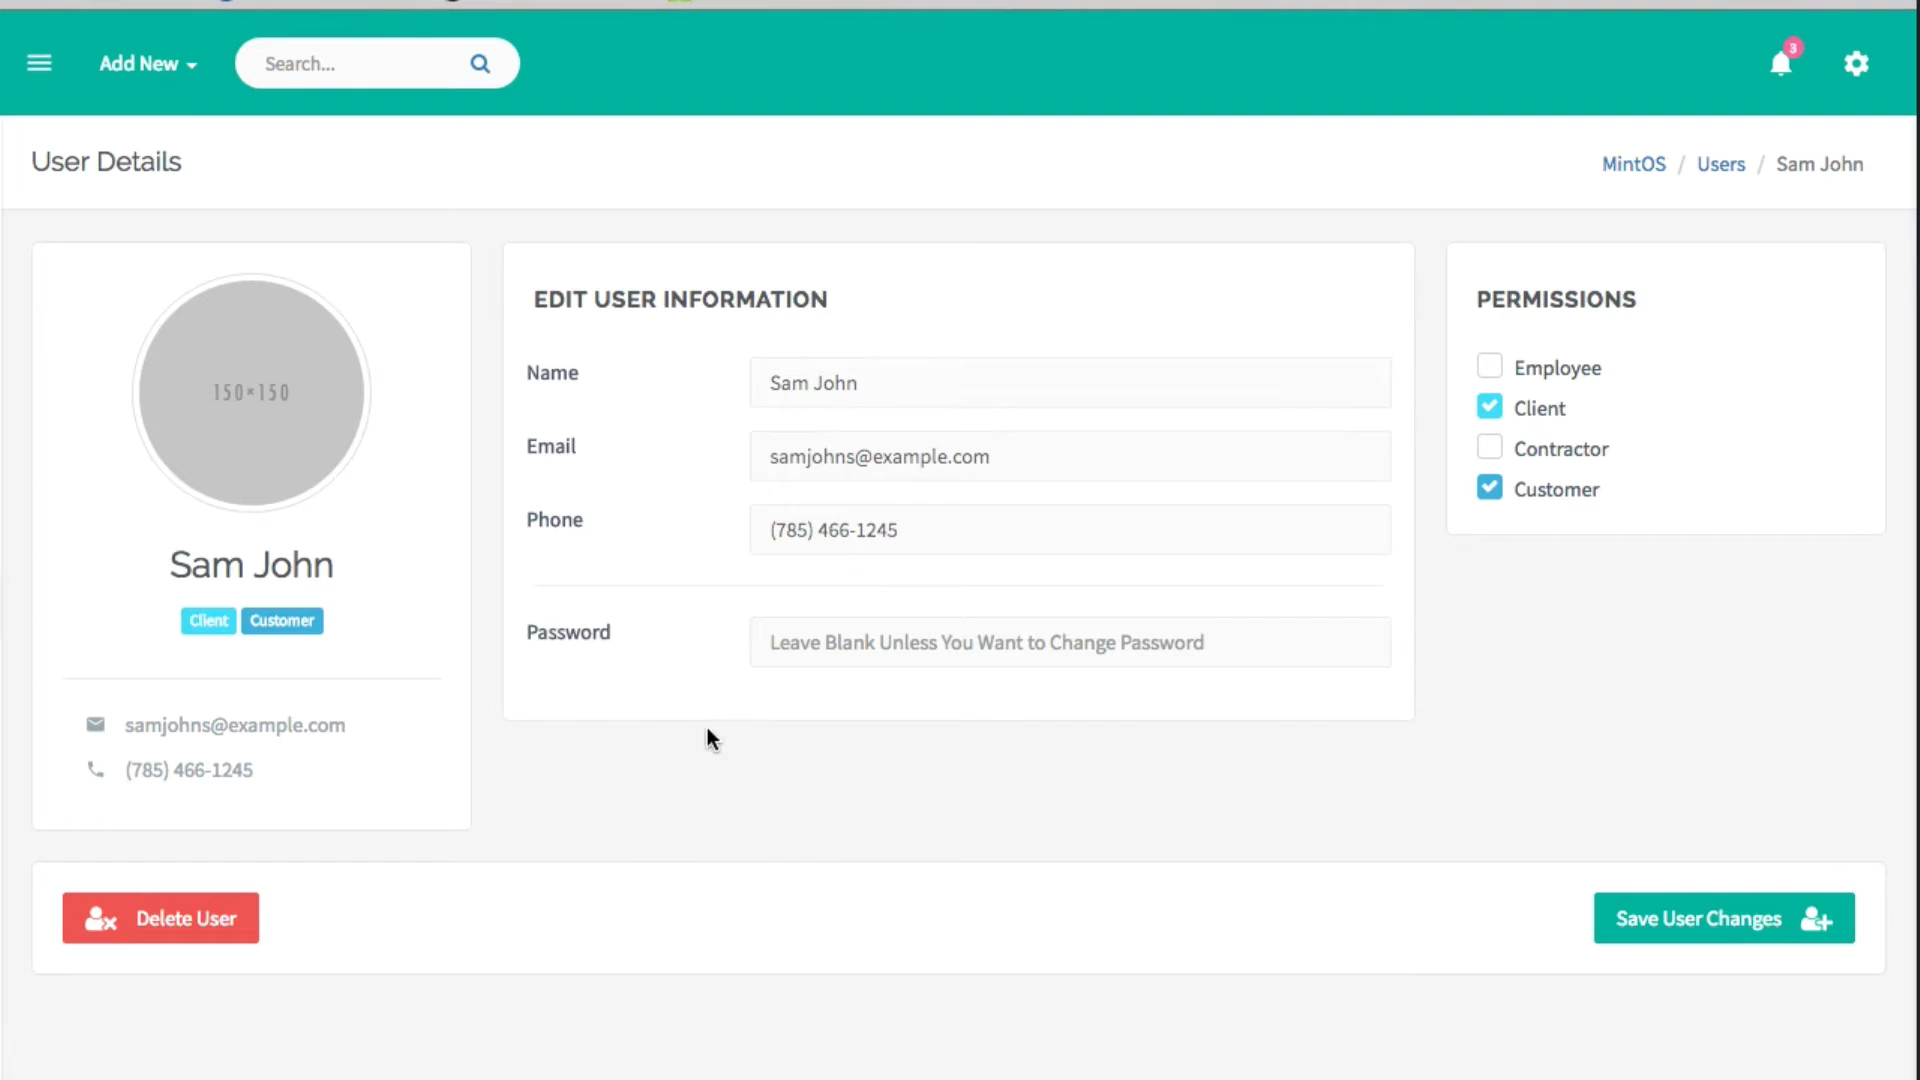 Add New
Search...
3
User Details
MintOS / Users / Sam John
150×150
Sam John
Client Customer
samjohns@example.com
(785) 466-1245
EDIT USER INFORMATION
Name
Sam John
Email
samjohns@example.com
Phone
(785) 466-1245
Password
Leave Blank Unless You Want to Change Password
PERMISSIONS
Employee
Client
Contractor
Customer
Delete User
Save User Changes